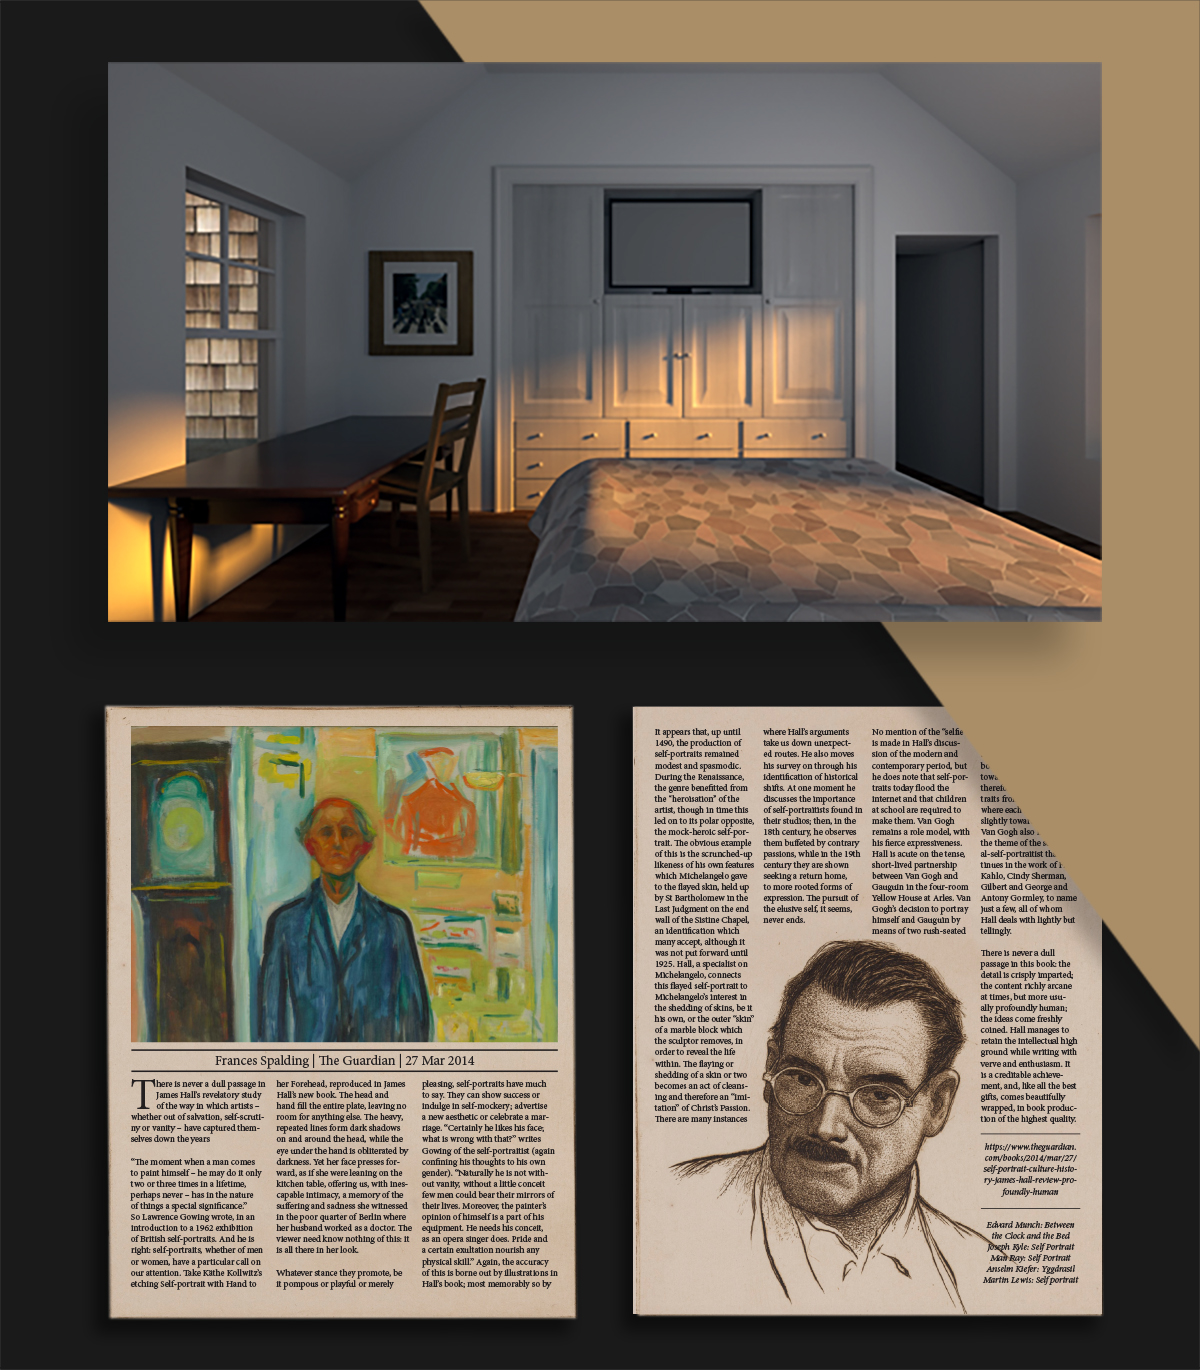 Frances Spalding | The Guardian | 27 Mar 2014
There is never a dull passage in
James Hall's revelatory study
of the way in which artists –
whether out of salvation, self-scruti-
ny or vanity – have captured them-
selves down the years
“The moment when a man comes
to paint himself – he may do it only
two or three times in a lifetime,
perhaps never – has in the nature
of things a special significance.”
So Lawrence Gowing wrote, in an
introduction to a 1962 exhibition
of British self-portraits. And he is
right: self-portraits, whether of men
or women, have a particular call on
our attention. Take Käthe Kollwitz's
etching Self-portrait with Hand to
her Forehead, reproduced in James
Hall's new book. The head and
hand fill the entire plate, leaving no
room for anything else. The heavy,
repeated lines form dark shadows
on and around the head, while the
eye under the hand is obliterated by
darkness. Yet her face presses for-
ward, as if she were leaning on the
kitchen table, offering us, with ines-
capable intimacy, a memory of the
suffering and sadness she witnessed
in the poor quarter of Berlin where
her husband worked as a doctor. The
viewer need know nothing of this: it
is all there in her look.
Whatever stance they promote, be
it pompous or playful or merely
pleasing, self-portraits have much
to say. They can show success or
indulge in self-mockery; advertise
a new aesthetic or celebrate a mar-
riage. “Certainly he likes his face;
what is wrong with that?” writes
Gowing of the self-portraitist (again
confining his thoughts to his own
gender). “Naturally he is not with-
out vanity, without a little conceit
few men could bear their mirrors of
their lives. Moreover, the painter's
opinion of himself is a part of his
equipment. He needs his conceit,
as an opera singer does. Pride and
a certain exultation nourish any
physical skill.” Again, the accuracy
of this is borne out by illustrations in
Hall's book; most memorably so by
It appears that, up until
1490, the production of
self-portraits remained
modest and spasmodic.
During the Renaissance,
the genre benefitted from
the “heroisation” of the
artist, though in time this
led on to its polar opposite,
the mock-heroic self-por-
trait. The obvious example
of this is the scrunched-up
likeness of his own features
which Michelangelo gave
to the flayed skin, held up
by St Bartholomew in the
Last Judgment on the end
wall of the Sistine Chapel,
an identification which
many accept, although it
was not put forward until
1925. Hall, a specialist on
Michelangelo, connects
this flayed self-portrait to
Michelangelo's interest in
the shedding of skins, be it
his own, or the outer “skin”
of a marble block which
the sculptor removes, in
order to reveal the life
within. The flaying or
shedding of a skin or two
becomes an act of cleans-
ing and therefore an “imi-
tation” of Christ's Passion.
There are many instances
where Hall's arguments
take us down unexpect-
ed routes. He also moves
his survey on through his
identification of historical
shifts. At one moment he
discusses the importance
of self-portraitists found in
their studios; then, in the
18th century, he observes
them buffeted by contrary
passions, while in the 19th
century they are shown
seeking a return home,
to more rooted forms of
expression. The pursuit of
the elusive self, it seems,
never ends.
No mention of the “selfie
is made in Hall's discus-
sion of the modern and
contemporary period, but
he does note that self-por-
traits today flood the
internet and that children
at school are required to
make them. Van Gogh
remains a role model, with
his fierce expressiveness.
Hall is acute on the tense,
short-lived partnership
between Van Gogh and
Gauguin in the four-room
Yellow House at Arles. Van
Gogh's decision to portray
himself and Gauguin by
means of two rush-seated
traits
where each
slightly
Van Gogh also
the theme of the
al-self-portraitist
tinues in the work of
Kahlo, Cindy Sherman,
Gilbert and George and
Antony Gormley, to name
just a few, all of whom
Hall deals with lightly but
tellingly.
There is never a dull
passage in this book: the
detail is crisply imparted;
the content richly arcane
at times, but more usu-
ally profoundly human;
the ideas come freshly
coined. Hall manages to
retain the intellectual high
ground while writing with
verve and enthusiasm. It
is a creditable achieve-
ment, and, like all the best
gifts, comes beautifully
wrapped, in book produc-
tion of the highest quality.
https://www.theguardian.
com/books/2014/mar/27/
self-portrait-culture-histo-
ry-james-hall-review-pro-
foundly-human
Edvard Munch: Between
the Clock and the Bed
Joseph Kyle: Self Portrait
Man Ray: Self Portrait
Anselm Kiefer: Yggdrasil
Martin Lewis: Self portrait